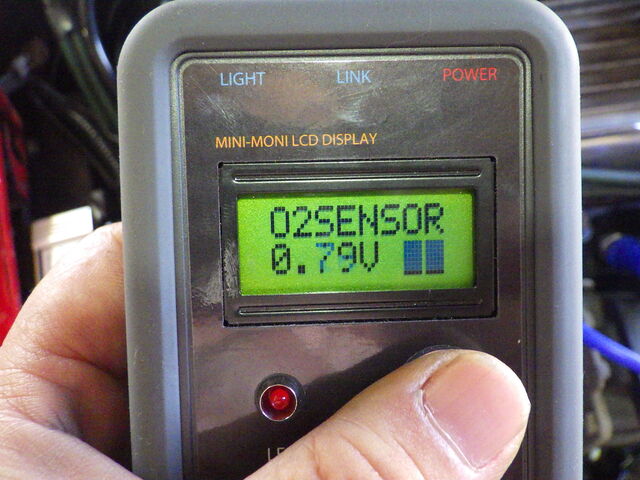 LIGHT LINK POWER
MINI-MONI LCD DISPLAY
O2SENSOR
0.79V